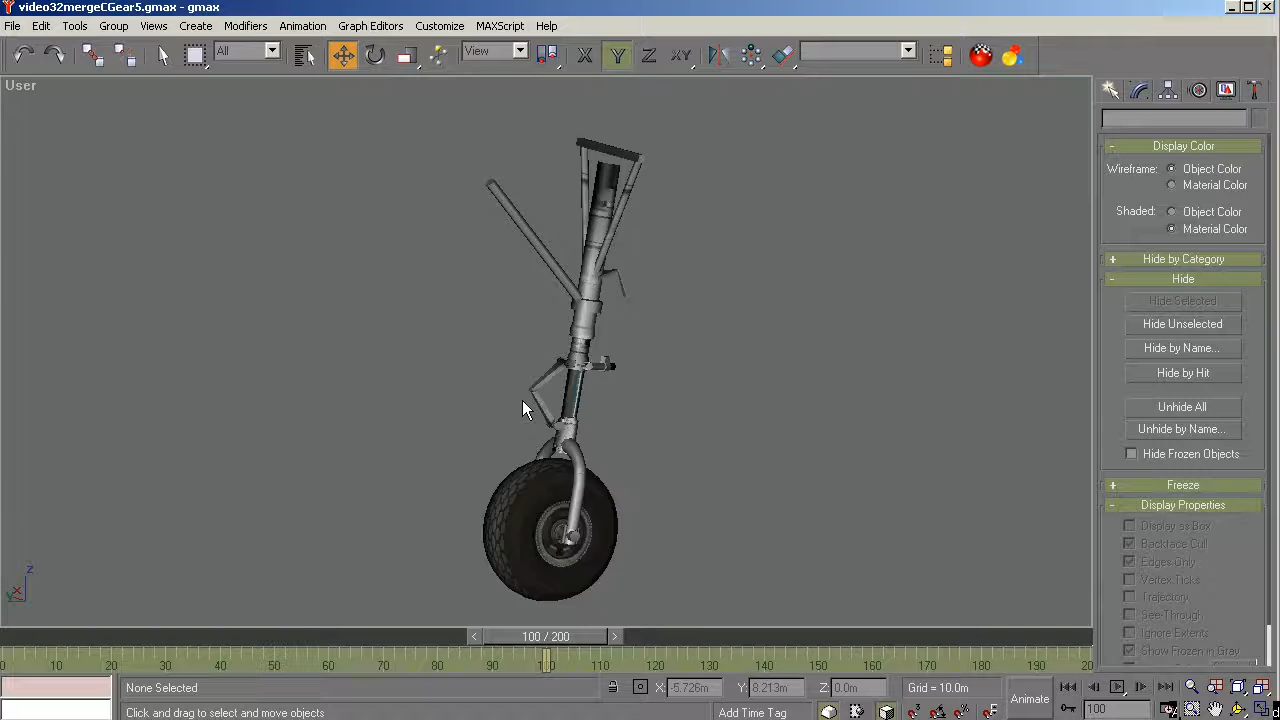 video32mergeCGear5.gmax - gmax
File Edit Tools Group Views Create Modifiers Animation Graph Editors Customize MAXScript Help
All
View
X Y Z XY
User
Display Color
Wireframe: Object Color
Material Color
Shaded: Object Color
Material Color
Hide by Category
Hide
Hide Selected
Hide Unselected
Hide by Name...
Hide by Hit
Unhide All
Unhide by Name...
Hide Frozen Objects
Freeze
Display Properties
Display as Box
Backface Cull
Edges Only
Vertex Ticks
Trajectory
See-Through
Ignore Extents
Show Frozen in Gray
z
x
y
100 / 200
0 10 20 30 40 50 60 70 80 90 100 110 120 130 140 150 160 170 180 190 20
None Selected
X: -5.726m Y: 8.213m Z: 0.0m Grid = 10.0m
Animate
Click and drag to select and move objects
Add Time Tag
100